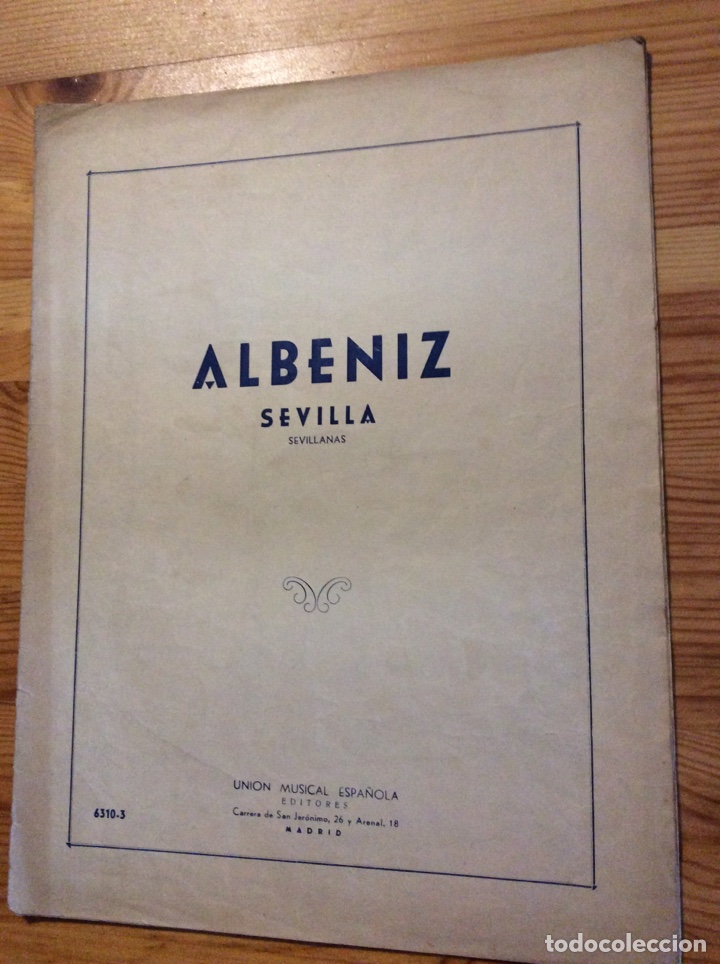 ALBENIZ
SEVILLA
SEVILLANAS
UNION MUSICAL ESPAÑOLA
EDITORES
Carrera de San Jerónimo, 26 y Arenal, 18
MADRID
6310-3
todocoleccion